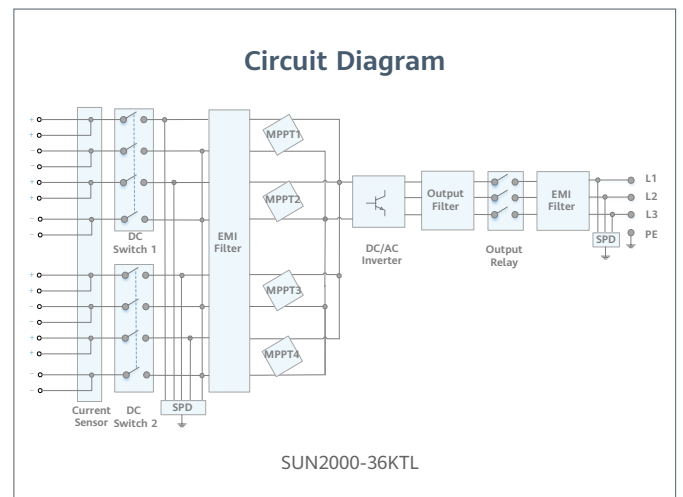 Circuit Diagram
+
+
−
−
+
+
−
−
DC
Switch 1
EMI
Filter
MPPT1
MPPT2
MPPT3
MPPT4
DC/AC
Inverter
Output
Filter
Output
Relay
EMI
Filter
L1
L2
L3
PE
SPD
+
+
−
−
+
+
−
−
Current
Sensor
DC
Switch 2
SPD
SUN2000-36KTL